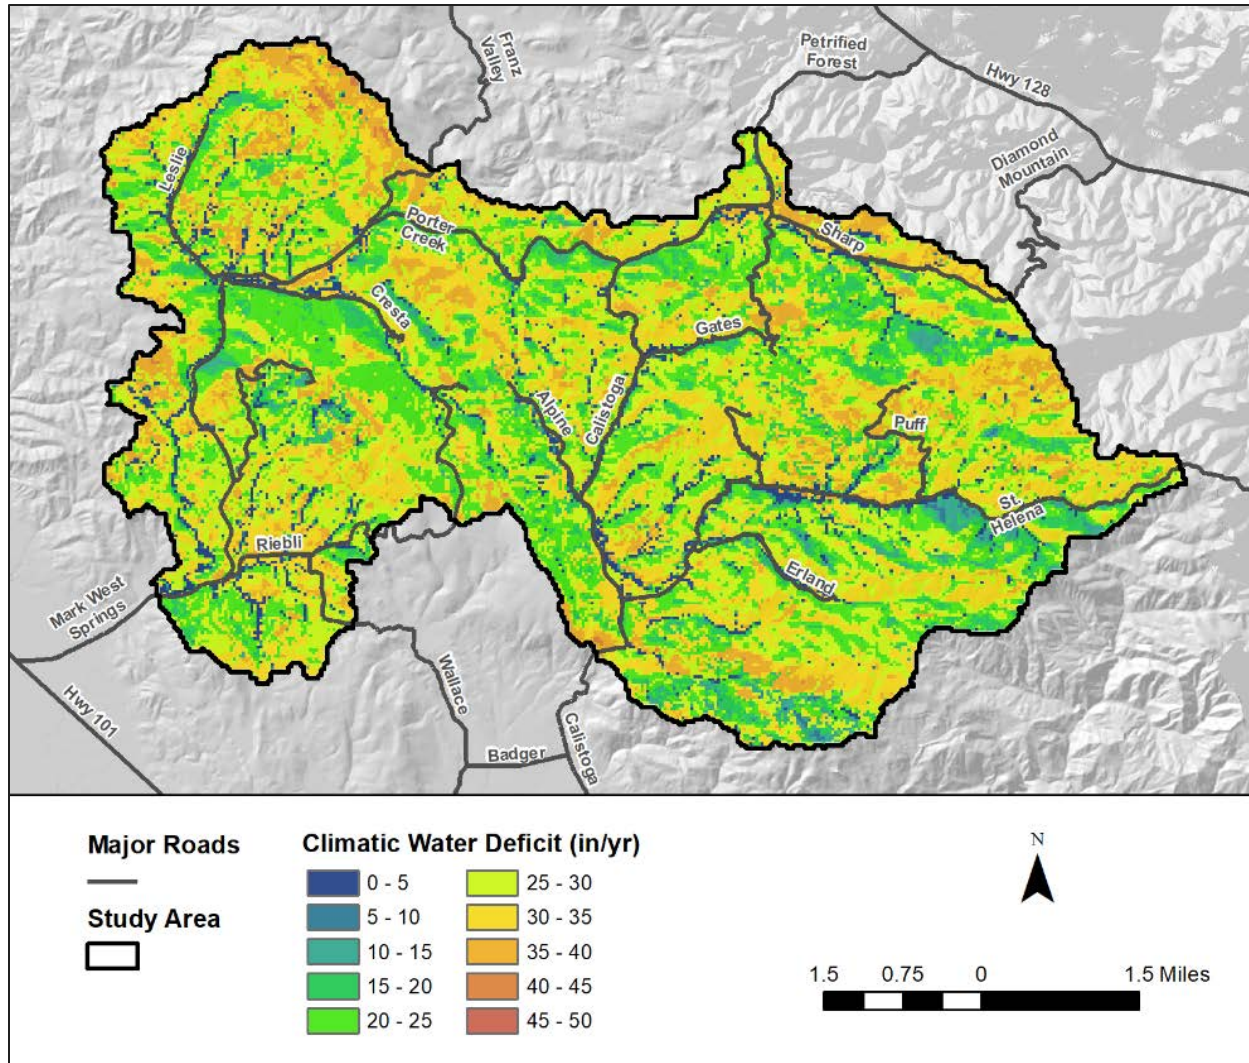 Petrified
Forest
Franz
Valley
Hwy 128
Diamond
Mountain
Leslie
Porter
Creek
Sharp
Cresta
Gates
Alpine
Calistoga
Puff
St.
Helena
Riebli
Erland
Mark West
Springs
Wallace
Hwy 101
Calistoga
Badger
Major Roads
Study Area
Climatic Water Deficit (in/yr)
0 - 5
5 - 10
10 - 15
15 - 20
20 - 25
25 - 30
30 - 35
35 - 40
40 - 45
45 - 50
N
1.5 0.75 0 1.5 Miles